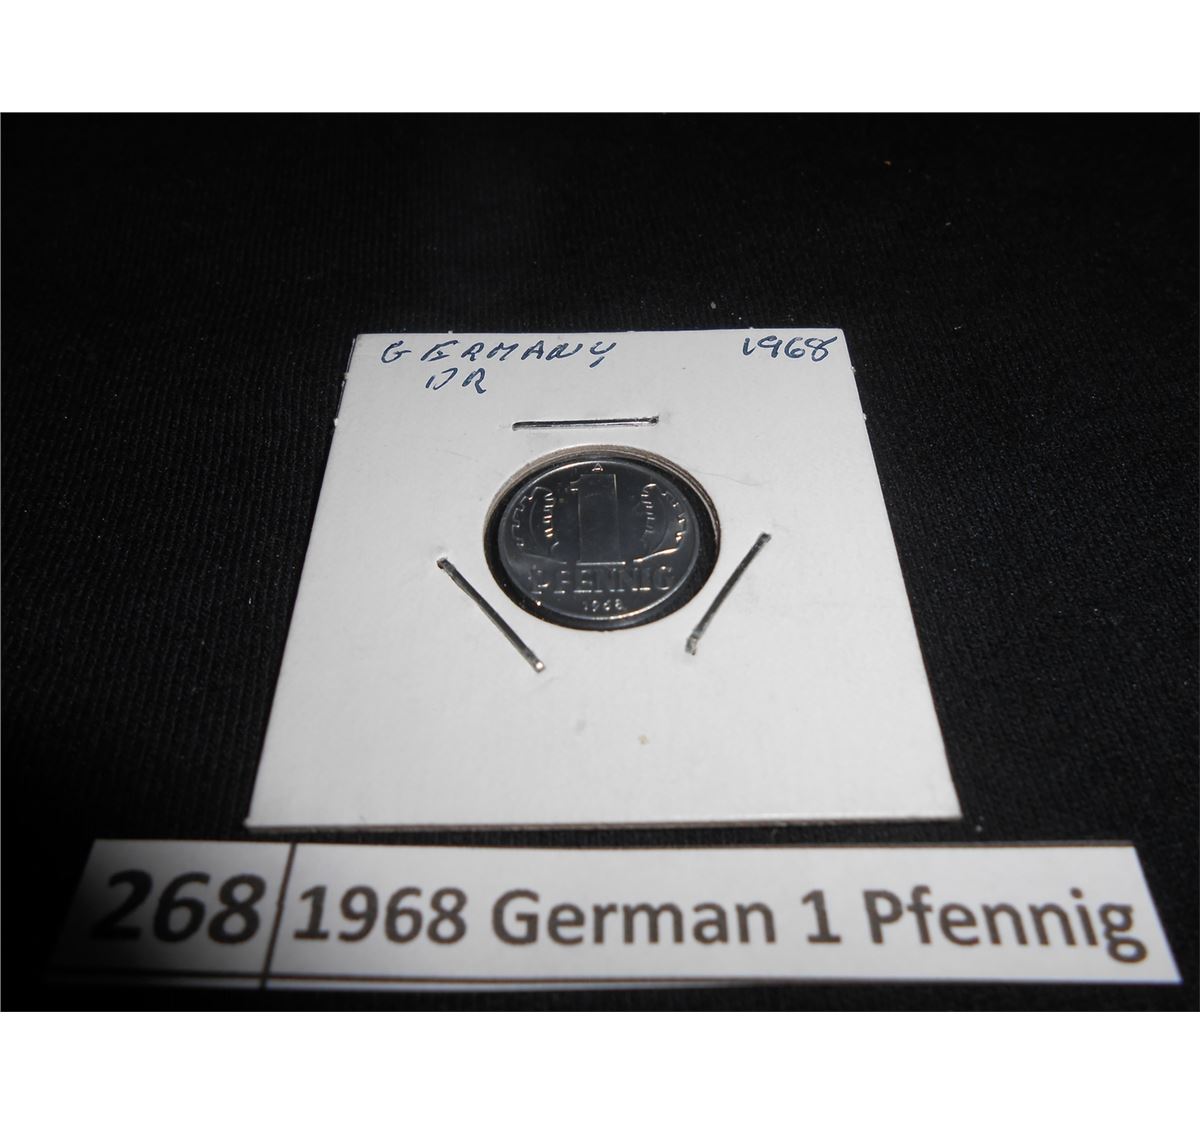 GERMANY 1968
DR
A
1
PFENNIG
1968
268 1968 German 1 Pfennig